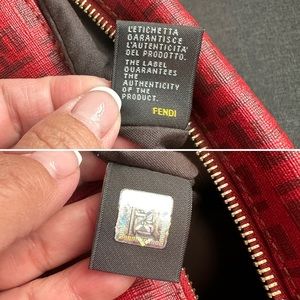 L'ETICHETTA
GARANTISCE
L'AUTENTICITA'
DEL PRODOTTO.
THE LABEL
GUARANTEES
THE
AUTHENTICITY
OF THE
PRODUCT.
FENDI